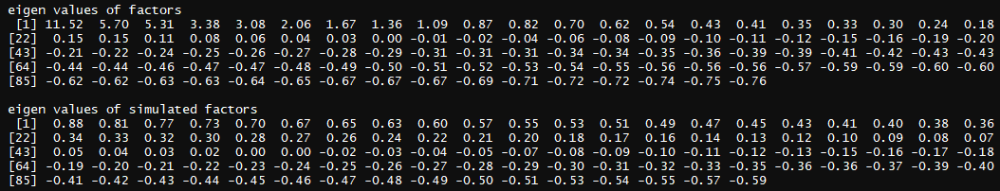 eigen values of factors
[1] 11.52 5.70 5.31 3.38 3.08 2.06 1.67 1.36 1.09 0.87 0.82 0.70 0.62 0.54 0.43 0.41 0.35 0.33 0.30 0.24 0.18
[22] 0.15 0.15 0.11 0.08 0.06 0.04 0.03 0.00 -0.01 -0.02 -0.04 -0.06 -0.08 -0.09 -0.10 -0.11 -0.12 -0.15 -0.16 -0.19 -0.20
[43] -0.21 -0.22 -0.24 -0.25 -0.26 -0.27 -0.28 -0.29 -0.31 -0.31 -0.31 -0.34 -0.34 -0.35 -0.36 -0.39 -0.39 -0.41 -0.42 -0.43 -0.43
[64] -0.44 -0.44 -0.46 -0.47 -0.47 -0.48 -0.49 -0.50 -0.51 -0.52 -0.53 -0.54 -0.55 -0.56 -0.56 -0.56 -0.57 -0.59 -0.59 -0.60 -0.60
[85] -0.62 -0.62 -0.63 -0.63 -0.64 -0.65 -0.67 -0.67 -0.67 -0.69 -0.71 -0.72 -0.72 -0.74 -0.75 -0.76
eigen values of simulated factors
[1] 0.88 0.81 0.77 0.73 0.70 0.67 0.65 0.63 0.60 0.57 0.55 0.53 0.51 0.49 0.47 0.45 0.43 0.41 0.40 0.38 0.36
[22] 0.34 0.33 0.32 0.30 0.28 0.27 0.26 0.24 0.22 0.21 0.20 0.18 0.17 0.16 0.14 0.13 0.12 0.10 0.09 0.08 0.07
[43] 0.05 0.04 0.03 0.02 0.00 0.00 -0.02 -0.03 -0.04 -0.05 -0.07 -0.08 -0.09 -0.10 -0.11 -0.12 -0.13 -0.15 -0.16 -0.17 -0.18
[64] -0.19 -0.20 -0.21 -0.22 -0.23 -0.24 -0.25 -0.26 -0.27 -0.28 -0.29 -0.30 -0.31 -0.32 -0.33 -0.35 -0.36 -0.36 -0.37 -0.39 -0.40
[85] -0.41 -0.42 -0.43 -0.44 -0.45 -0.46 -0.47 -0.48 -0.49 -0.50 -0.51 -0.53 -0.54 -0.55 -0.57 -0.59